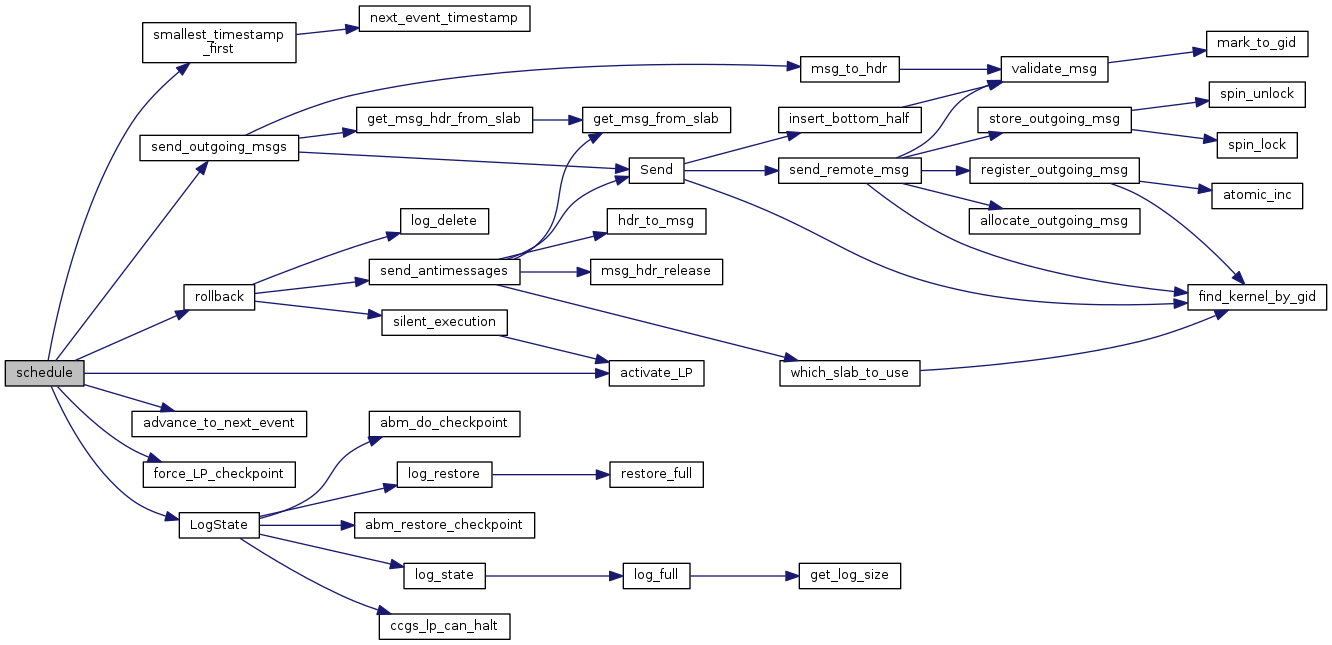 next_event_timestamp
smallest_timestamp
_first
mark_to_gid
msg_to_hdr
validate_msg
spin_unlock
get_msg_hdr_from_slab
get_msg_from_slab
insert_bottom_half
store_outgoing_msg
send_outgoing_msgs
spin_lock
Send
send_remote_msg
register_outgoing_msg
atomic_inc
log_delete
hdr_to_msg
allocate_outgoing_msg
send_antimessages
msg_hdr_release
rollback
find_kernel_by_gid
silent_execution
schedule
activate_LP
which_slab_to_use
advance_to_next_event
abm_do_checkpoint
force_LP_checkpoint
log_restore
restore_full
LogState
abm_restore_checkpoint
log_state
log_full
get_log_size
ccgs_lp_can_halt